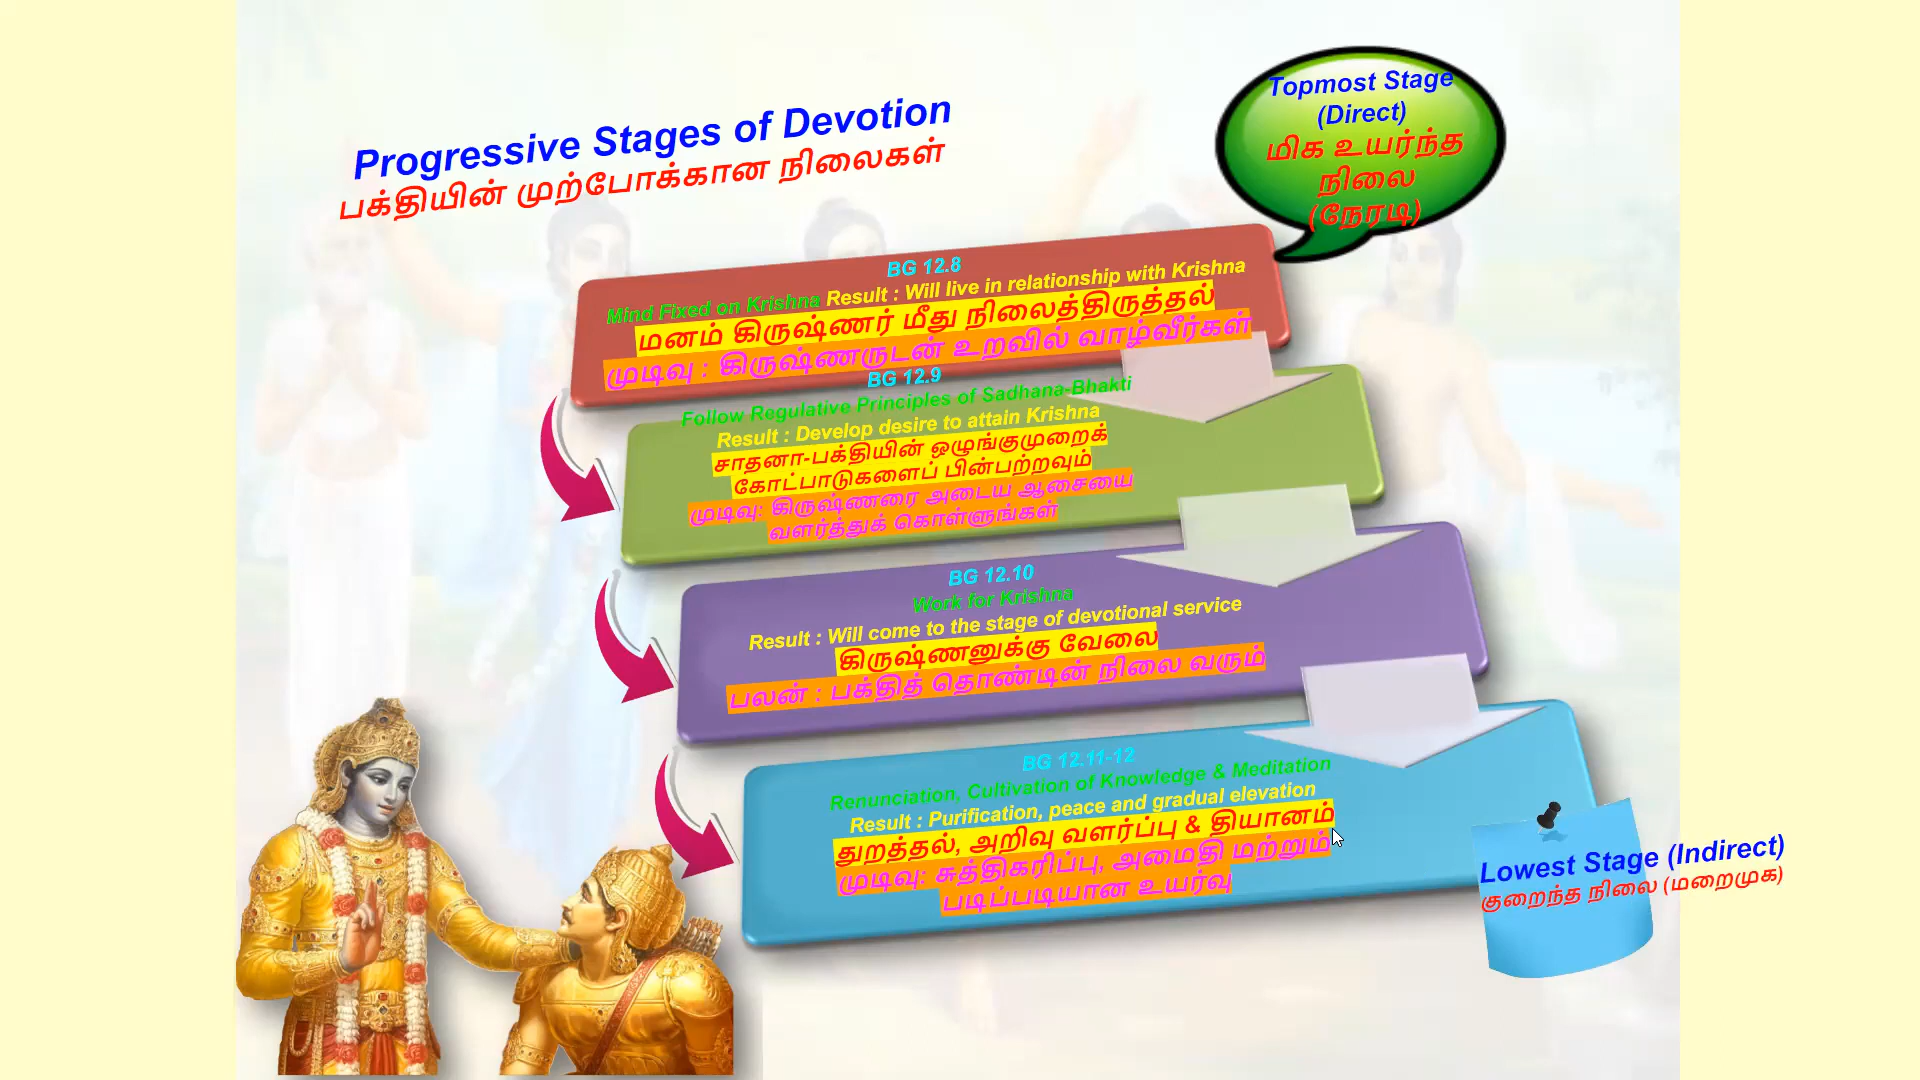 Progressive Stages of Devotion
பக்தியின் முற்போக்கான நிலைகள்
Topmost Stage
(Direct)
மிக உயர்ந்த
நிலை
(நேரடி)
BG 12.8
Mind Fixed on Krishna Result : Will live in relationship with Krishna
மனம் கிருஷ்ணர் மீது நிலைத்திருத்தல்
முடிவு : கிருஷ்ணருடன் உறவில் வாழ்வீர்கள்
BG 12.9
Follow Regulative Principles of Sadhana-Bhakti
Result : Develop desire to attain Krishna
சாதனா-பக்தியின் ஒழுங்குமுறைக்
கோட்பாடுகளைப் பின்பற்றவும்
முடிவு: கிருஷ்ணரை அடைய ஆசையை
வளர்த்துக் கொள்ளுங்கள்
BG 12.10
Work for Krishna
Result : Will come to the stage of devotional service
கிருஷ்ணனுக்கு வேலை
பலன் : பக்தித் தொண்டின் நிலை வரும்
BG 12.11-12
Renunciation, Cultivation of Knowledge & Meditation
Result : Purification, peace and gradual elevation
துறத்தல், அறிவு வளர்ப்பு & தியானம்
முடிவு: சுத்திகரிப்பு, அமைதி மற்றும்
படிப்படியான உயர்வு
Lowest Stage (Indirect)
குறைந்த நிலை (மறைமுக)